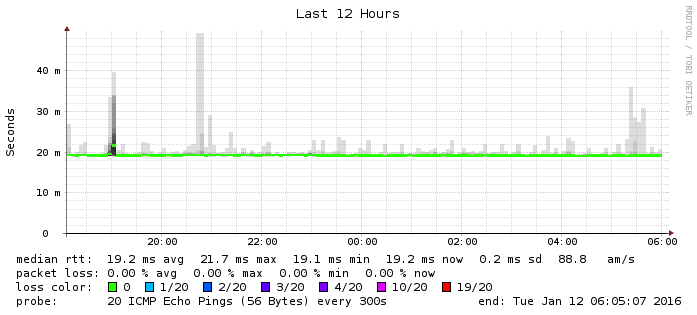 Last 12 Hours
RRDTOOL / TOBI OETIKER
Seconds
40 m
30 m
20 m
10 m
0
20:00 22:00 00:00 02:00 04:00 06:00
median rtt: 19.2 ms avg 21.7 ms max 19.1 ms min 19.2 ms now 0.2 ms sd 88.8 am/s
packet loss: 0.00 % avg 0.00 % max 0.00 % min 0.00 % now
loss color: 0 1/20 2/20 3/20 4/20 10/20 19/20
probe: 20 ICMP Echo Pings (56 Bytes) every 300s end: Tue Jan 12 06:05:07 2016